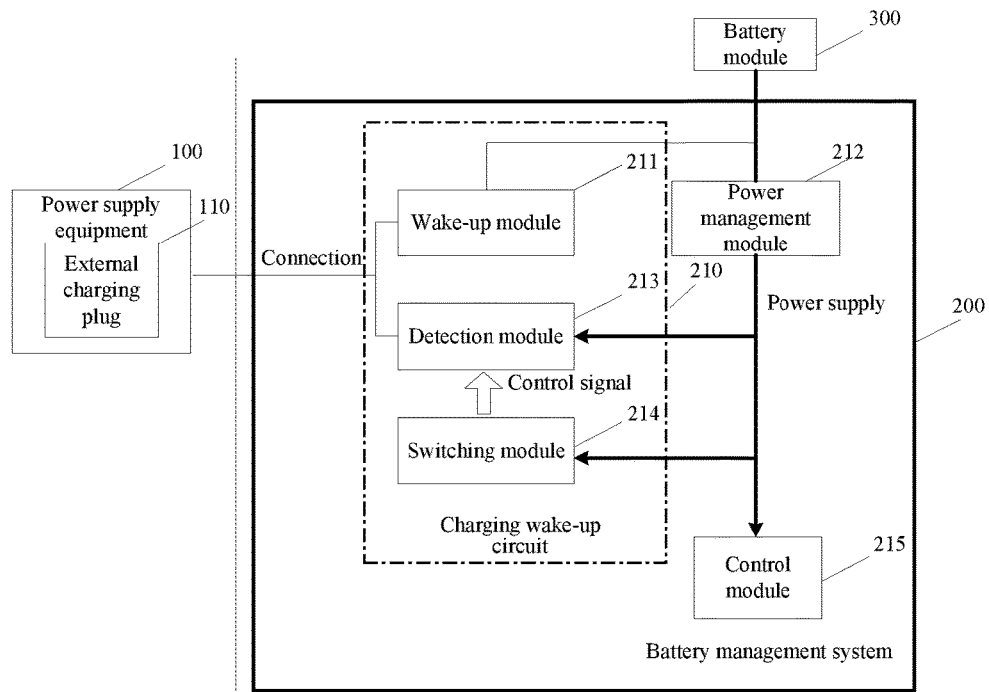 300
Battery
module
100
Power supply
equipment
110
External
charging
plug
Connection
211
Wake-up module
212
Power
management
module
213
210
Detection module
Power supply
200
Control signal
214
Switching module
Charging wake-up
circuit
215
Control
module
Battery management system